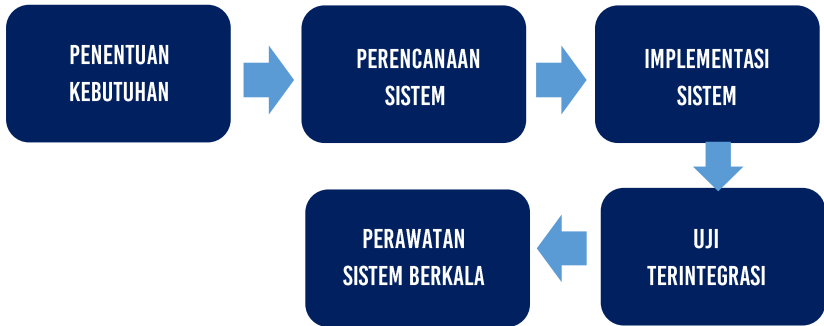 PENENTUAN
KEBUTUHAN
PERENCANAAN
SISTEM
IMPLEMENTASI
SISTEM
UJI
TERINTEGRASI
PERAWATAN
SISTEM BERKALA